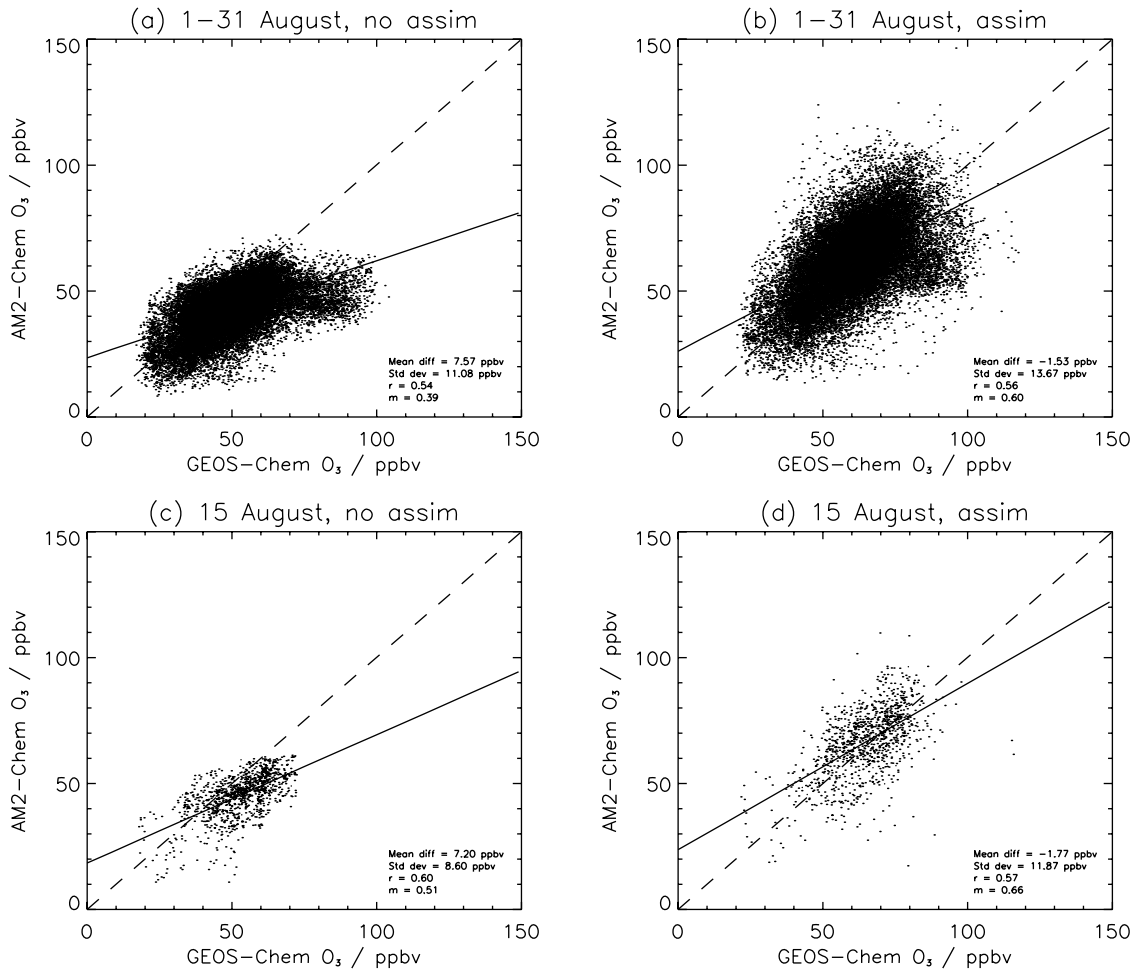 (a) 1−31 August, no assim
150
100
50
0
AM2−Chem O₃ / ppbv
Mean diff = 7.57 ppbv
Std dev = 11.08 ppbv
r = 0.54
m = 0.39
0 50 100 150
GEOS−Chem O₃ / ppbv
(b) 1−31 August, assim
150
100
50
0
AM2−Chem O₃ / ppbv
Mean diff = −1.53 ppbv
Std dev = 13.67 ppbv
r = 0.56
m = 0.60
0 50 100 150
GEOS−Chem O₃ / ppbv
(c) 15 August, no assim
150
100
50
0
AM2−Chem O₃ / ppbv
Mean diff = 7.20 ppbv
Std dev = 8.60 ppbv
r = 0.60
m = 0.51
0 50 100 150
GEOS−Chem O₃ / ppbv
(d) 15 August, assim
150
100
50
0
AM2−Chem O₃ / ppbv
Mean diff = −1.77 ppbv
Std dev = 11.87 ppbv
r = 0.57
m = 0.66
0 50 100 150
GEOS−Chem O₃ / ppbv